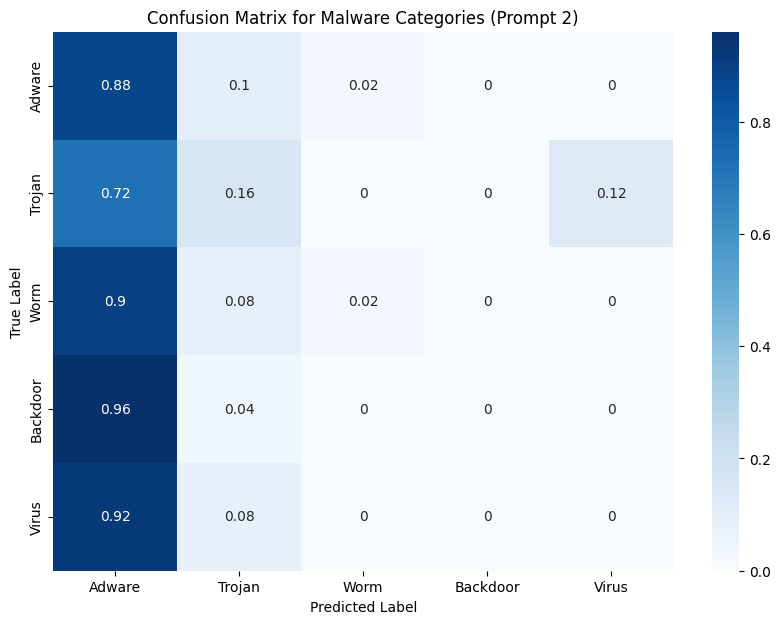 Confusion Matrix for Malware Categories (Prompt 2)
True Label
Adware 0.88 0.1 0.02 0 0
Trojan 0.72 0.16 0 0 0.12
Worm 0.9 0.08 0.02 0 0
Backdoor 0.96 0.04 0 0 0
Virus 0.92 0.08 0 0 0
Adware Trojan Worm Backdoor Virus
Predicted Label
0.8
0.6
0.4
0.2
0.0